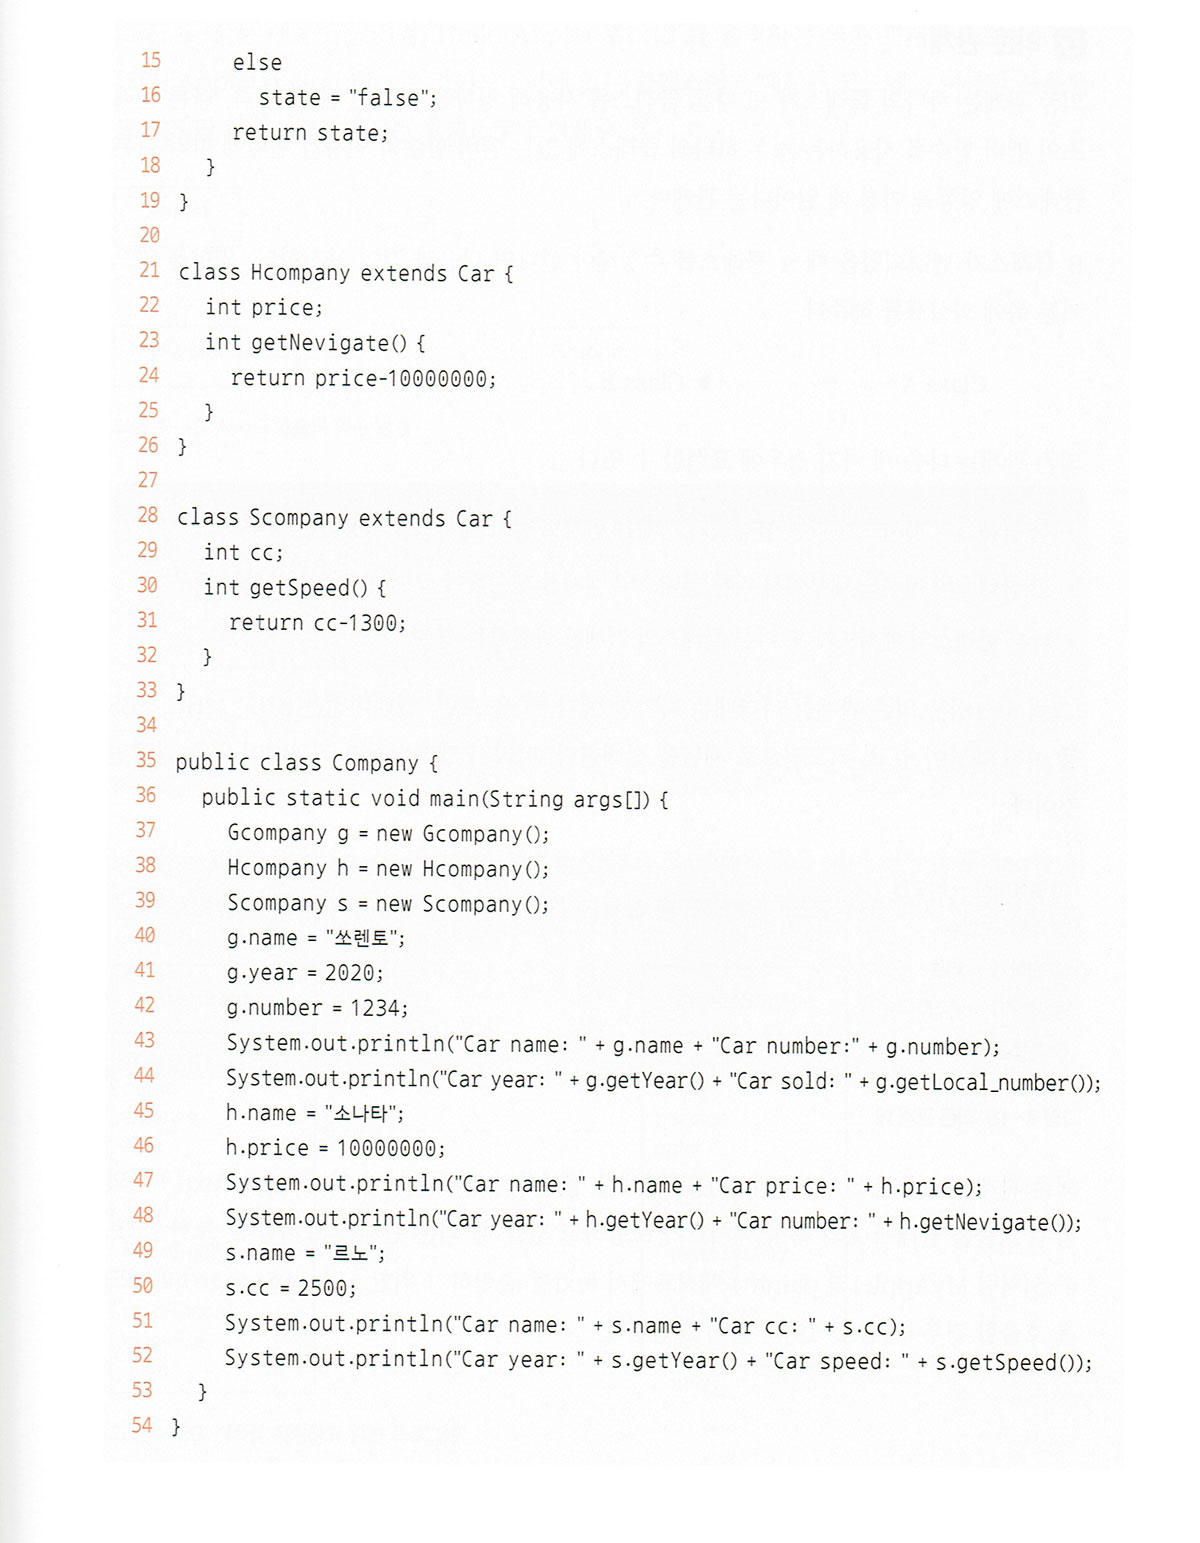 15 else
16 state = "false";
17 return state;
18 }
19 }
20
21 class Hcompany extends Car {
22 int price;
23 int getNevigate() {
24 return price-10000000;
25 }
26 }
27
28 class Scompany extends Car {
29 int cc;
30 int getSpeed() {
31 return cc-1300;
32 }
33 }
34
35 public class Company {
36 public static void main(String args[]) {
37 Gcompany g = new Gcompany();
38 Hcompany h = new Hcompany();
39 Scompany s = new Scompany();
40 g.name = "쏘렌토";
41 g.year = 2020;
42 g.number = 1234;
43 System.out.println("Car name: " + g.name + "Car number:" + g.number);
44 System.out.println("Car year: " + g.getYear() + "Car sold: " + g.getLocal_number());
45 h.name = "소나타";
46 h.price = 10000000;
47 System.out.println("Car name: " + h.name + "Car price: " + h.price);
48 System.out.println("Car year: " + h.getYear() + "Car number: " + h.getNevigate());
49 s.name = "르노";
50 s.cc = 2500;
51 System.out.println("Car name: " + s.name + "Car cc: " + s.cc);
52 System.out.println("Car year: " + s.getYear() + "Car speed: " + s.getSpeed());
53 }
54 }